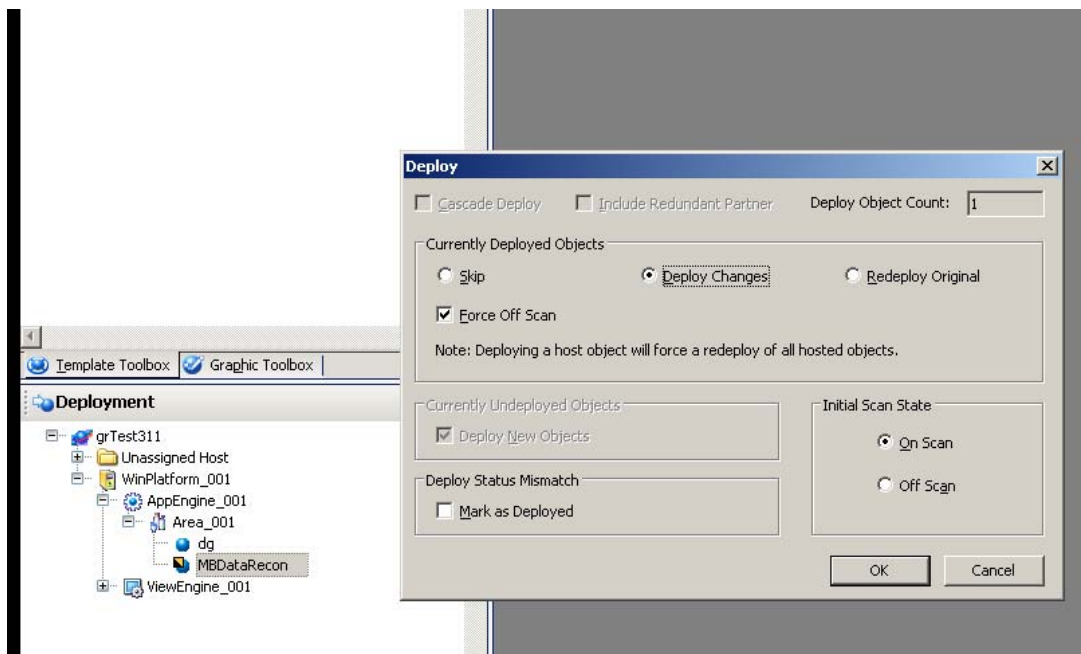 Deploy
Cascade Deploy
Include Redundant Partner
Deploy Object Count: 1
Currently Deployed Objects
Skip
Deploy Changes
Redeploy Original
Force Off Scan
Note: Deploying a host object will force a redeploy of all hosted objects.
Currently Undeployed Objects
Deploy New Objects
Initial Scan State
On Scan
Off Scan
Deploy Status Mismatch
Mark as Deployed
OK
Cancel
Template Toolbox
Graphic Toolbox
Deployment
grTest311
Unassigned Host
WinPlatform_001
AppEngine_001
Area_001
dg
MBDataRecon
ViewEngine_001